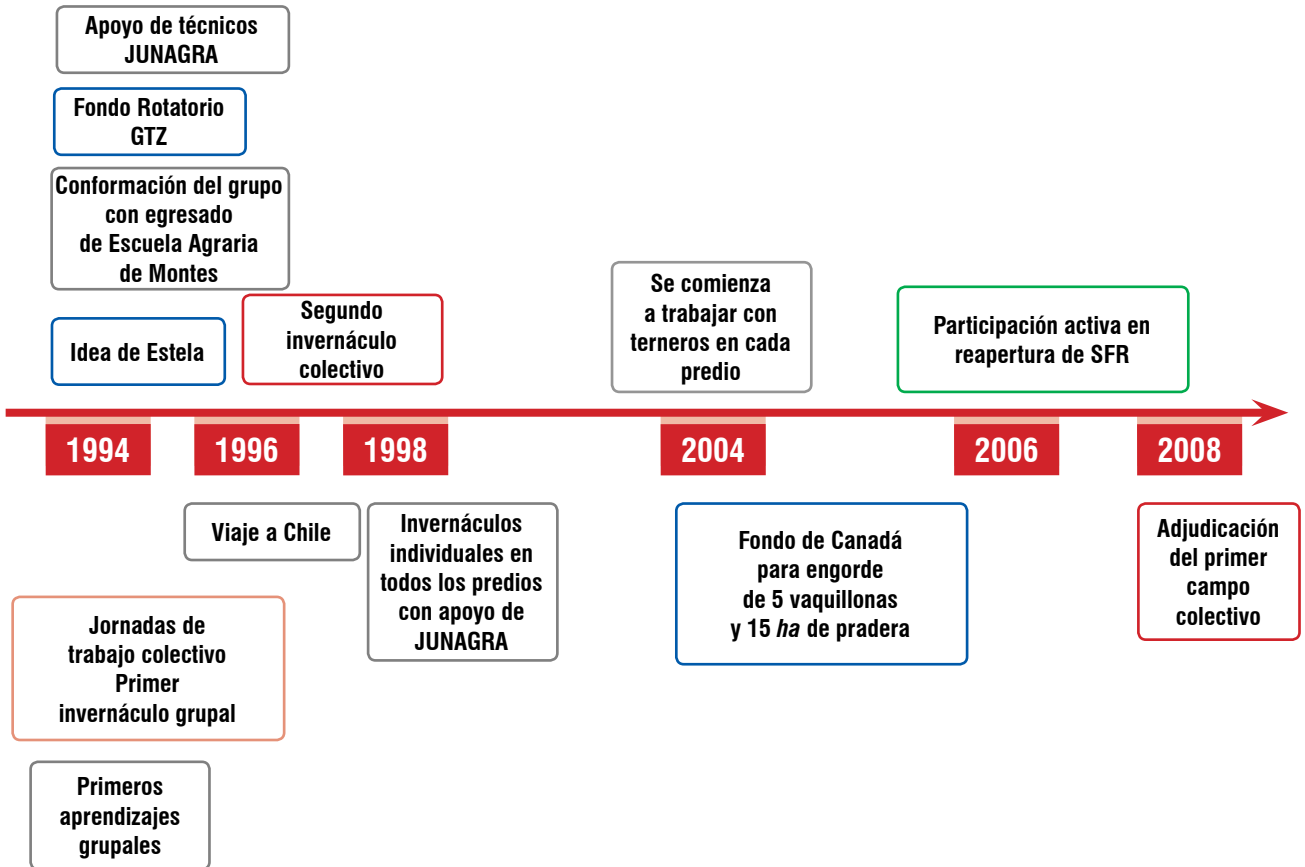 Apoyo de técnicos
JUNAGRA
Fondo Rotatorio
GTZ
Conformación del grupo
con egresado
de Escuela Agraria
de Montes
Idea de Estela
Segundo
invernáculo
colectivo
Se comienza
a trabajar con
terneros en cada
predio
Participación activa en
reapertura de SFR
1994
1996
1998
2004
2006
2008
Viaje a Chile
Invernáculos
individuales en
todos los predios
con apoyo de
JUNAGRA
Fondo de Canadá
para engorde
de 5 vaquillonas
y 15 ha de pradera
Adjudicación
del primer
campo
colectivo
Jornadas de
trabajo colectivo
Primer
invernáculo grupal
Primeros
aprendizajes
grupales